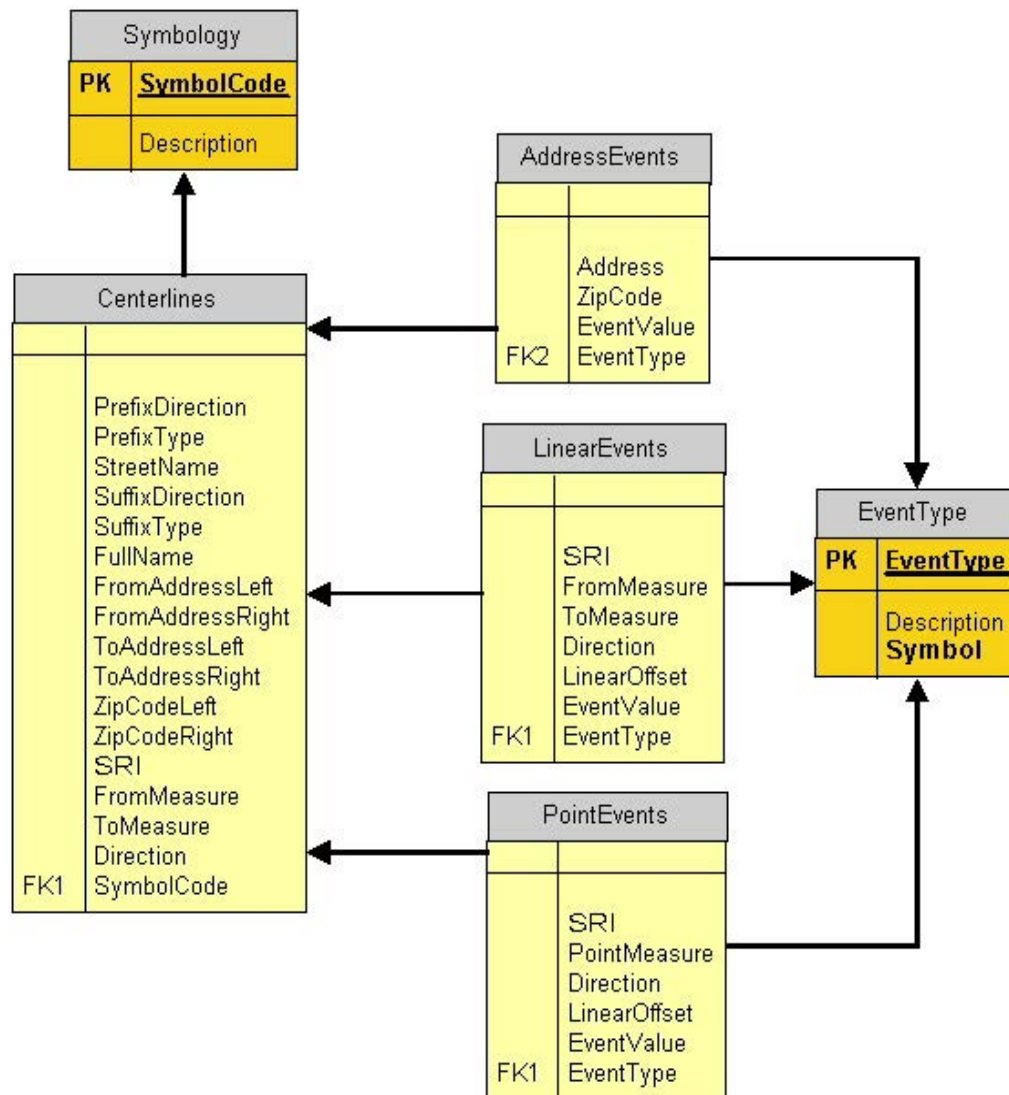 Symbology
PK SymbolCode
Description
Centerlines
PrefixDirection
PrefixType
StreetName
SuffixDirection
SuffixType
FullName
FromAddressLeft
FromAddressRight
ToAddressLeft
ToAddressRight
ZipCodeLeft
ZipCodeRight
SRI
FromMeasure
ToMeasure
Direction
FK1 SymbolCode
AddressEvents
Address
ZipCode
EventValue
FK2 EventType
LinearEvents
SRI
FromMeasure
ToMeasure
Direction
LinearOffset
EventValue
FK1 EventType
PointEvents
SRI
PointMeasure
Direction
LinearOffset
EventValue
FK1 EventType
EventType
PK EventType
Description
Symbol